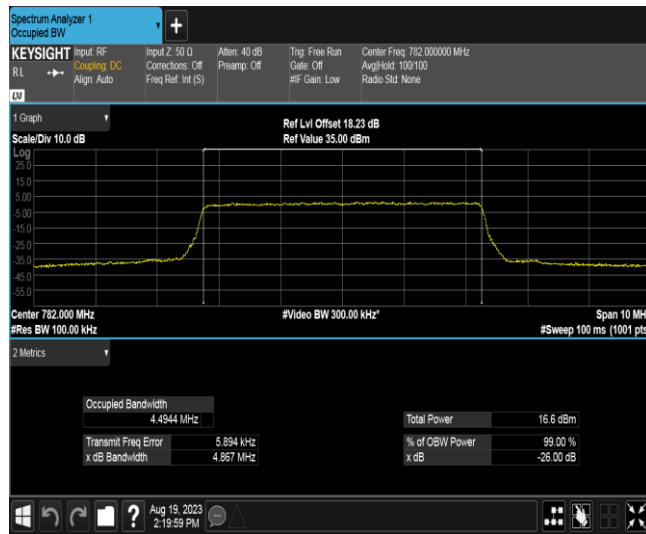 Spectrum Analyzer 1
Occupied BW
+
KEYSIGHT
RL
LXI
Input: RF
Coupling: DC
Align: Auto
Input Z: 50 Ω
Corrections: Off
Freq Ref: Int (S)
Atten: 40 dB
Preamp: Off
Trig: Free Run
Gate: Off
#IF Gain: Low
Center Freq: 782.000000 MHz
Avg|Hold: 100/100
Radio Std: None
1 Graph
Scale/Div 10.0 dB
Ref Lvl Offset 18.23 dB
Ref Value 35.00 dBm
Log
25.0
15.0
5.00
-5.00
-15.0
-25.0
-35.0
-45.0
-55.0
Center 782.000 MHz
#Res BW 100.00 kHz
#Video BW 300.00 kHz*
Span 10 MH
#Sweep 100 ms (1001 pts
2 Metrics
Occupied Bandwidth
4.4944 MHz
Transmit Freq Error 5.894 kHz
x dB Bandwidth 4.867 MHz
Total Power 16.6 dBm
% of OBW Power 99.00 %
x dB -26.00 dB
?
Aug 19, 2023
2:19:59 PM